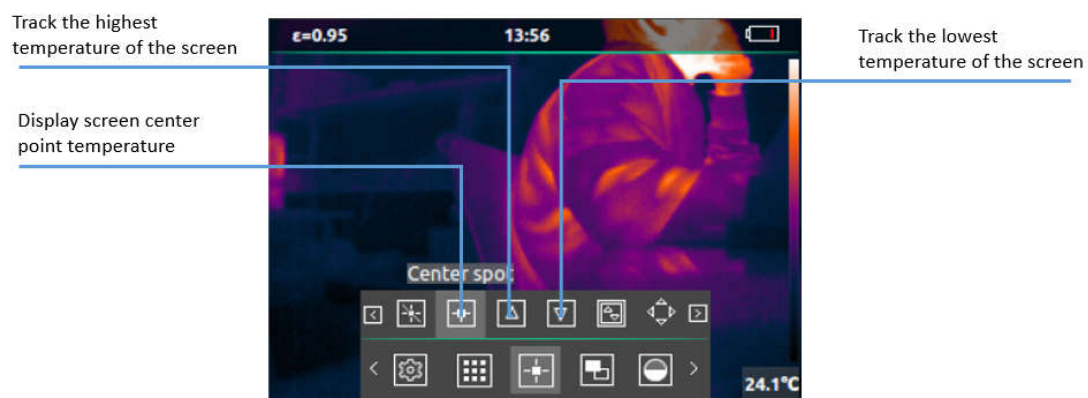 Track the highest
temperature of the screen
Display screen center
point temperature
ε=0.95
13:56
Center spot
24.1°C
Track the lowest
temperature of the screen